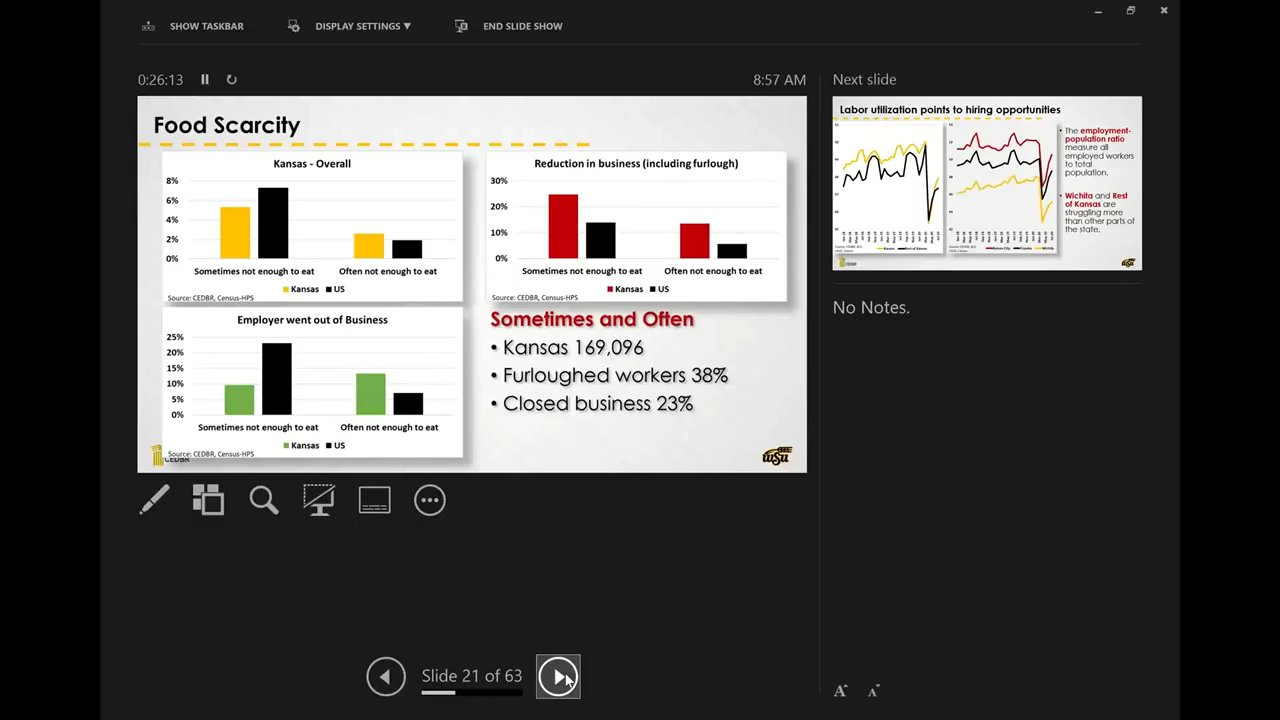 SHOW TASKBAR
DISPLAY SETTINGS ▼
END SLIDE SHOW
0:26:13
8:57 AM
Food Scarcity
Kansas - Overall
8%
6%
4%
2%
0%
Sometimes not enough to eat
Often not enough to eat
Kansas US
Source: CEDBR, Census-HPS
Reduction in business (including furlough)
30%
20%
10%
0%
Sometimes not enough to eat
Often not enough to eat
Kansas US
Source: CEDBR, Census-HPS
Employer went out of Business
25%
20%
15%
10%
5%
0%
Sometimes not enough to eat
Often not enough to eat
Kansas US
Source: CEDBR, Census-HPS
CEDBR
Sometimes and Often
• Kansas 169,096
• Furloughed workers 38%
• Closed business 23%
WSU
Slide 21 of 63
Next slide
Labor utilization points to hiring opportunities
• The employment-
population ratio
measure all
employed workers
to total
population.
• Wichita and Rest
of Kansas are
struggling more
than other parts of
the state.
No Notes.
A A